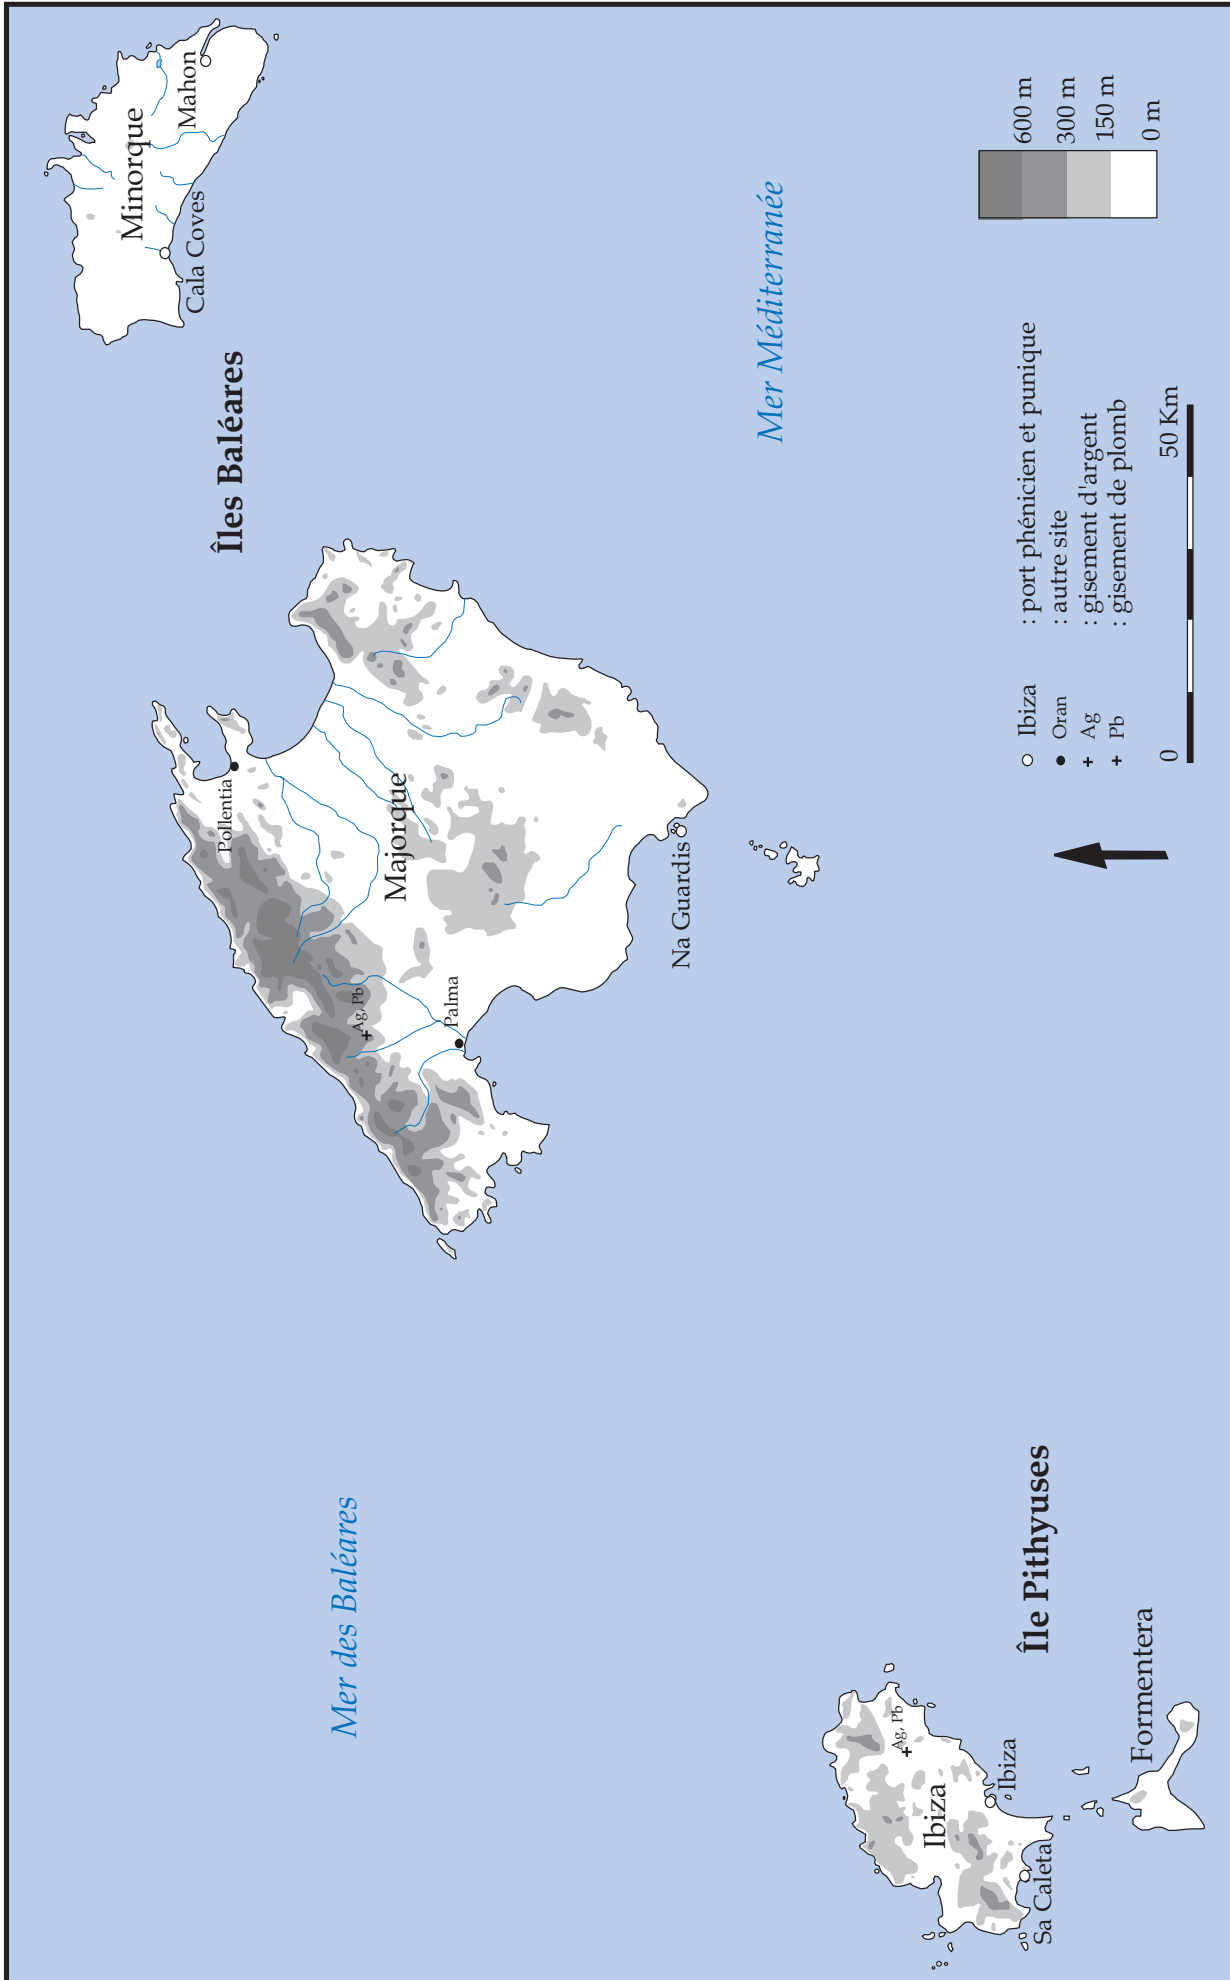 Minorque
Mahon
Cala Coves
Îles Baléares
Pollentia
Majorque
Ag, Pb
Palma
Na Guardis
Mer Méditerranée
Mer des Baléares
Île Pithyuses
Ag, Pb
Ibiza
Ibiza
Sa Caleta
Formentera
600 m
300 m
150 m
0 m
Ibiza : port phénicien et punique
Oran : autre site
Ag : gisement d'argent
Pb : gisement de plomb
0 50 Km